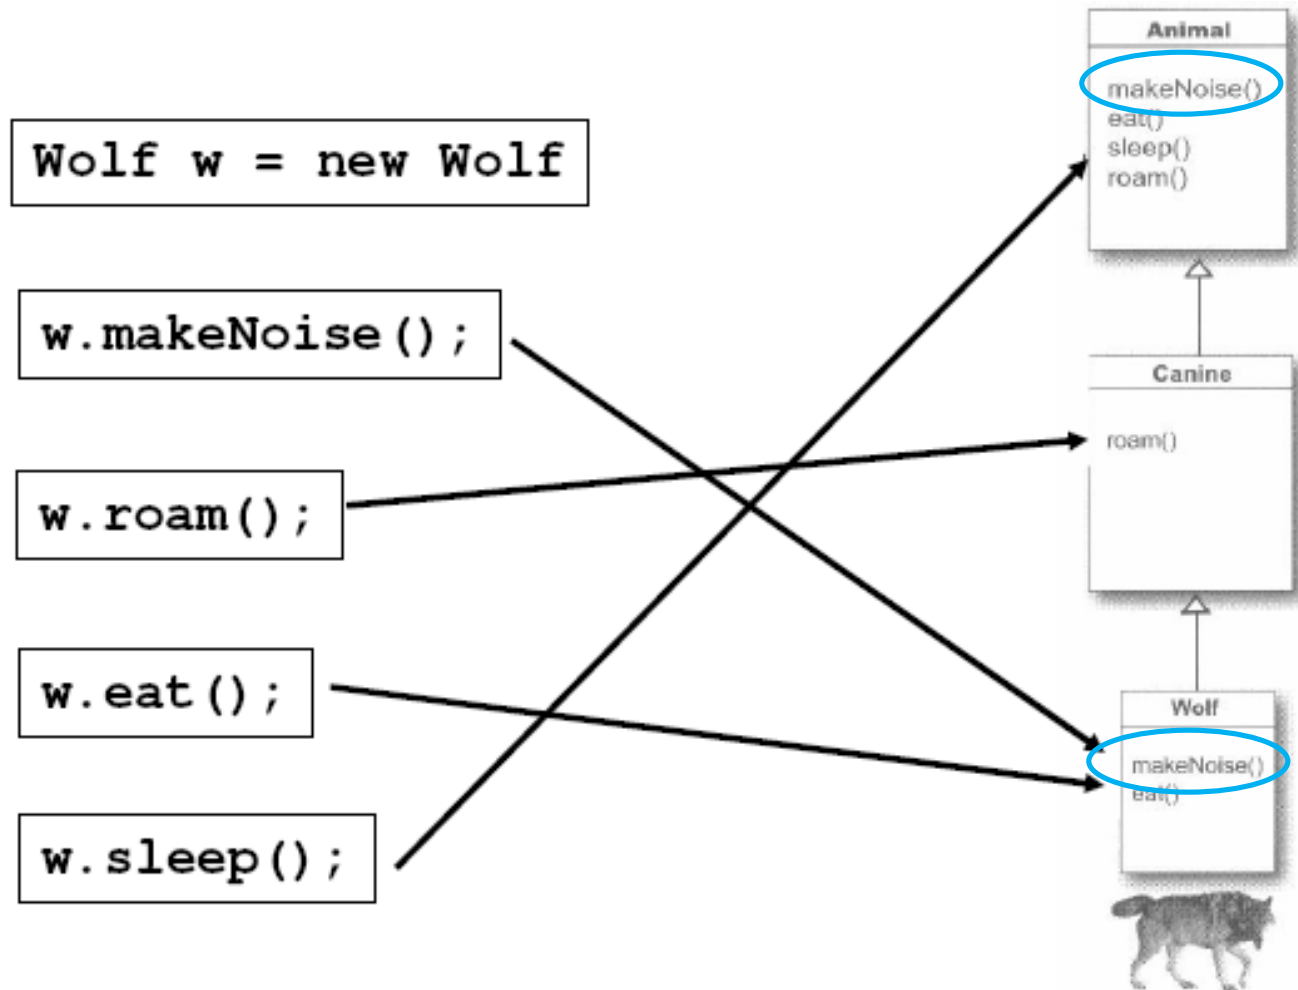 Wolf w = new Wolf
w.makeNoise();
w.roam();
w.eat();
w.sleep();
Animal
makeNoise()
eat()
sleep()
roam()
Canine
roam()
Wolf
makeNoise()
eat()